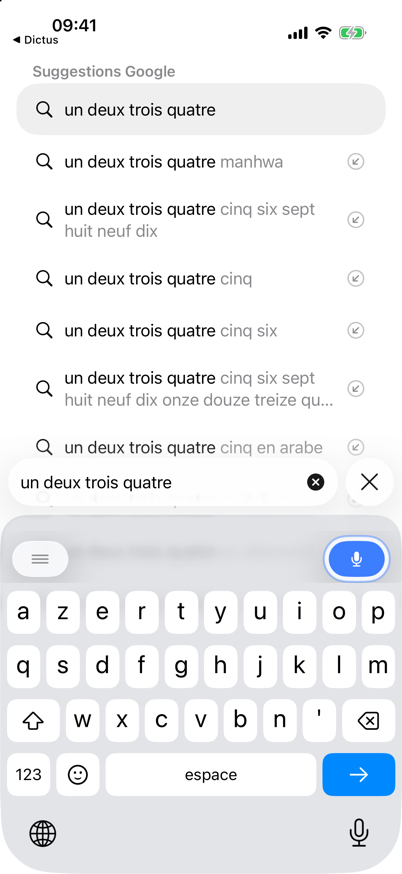 09:41
◀ Dictus
Suggestions Google
un deux trois quatre
un deux trois quatre manhwa
un deux trois quatre cinq six sept
huit neuf dix
un deux trois quatre cinq
un deux trois quatre cinq six
un deux trois quatre cinq six sept
huit neuf dix onze douze treize qu...
un deux trois quatre cinq en arabe
un deux trois quatre
a z e r t y u i o p
q s d f g h j k l m
w x c v b n '
123 espace